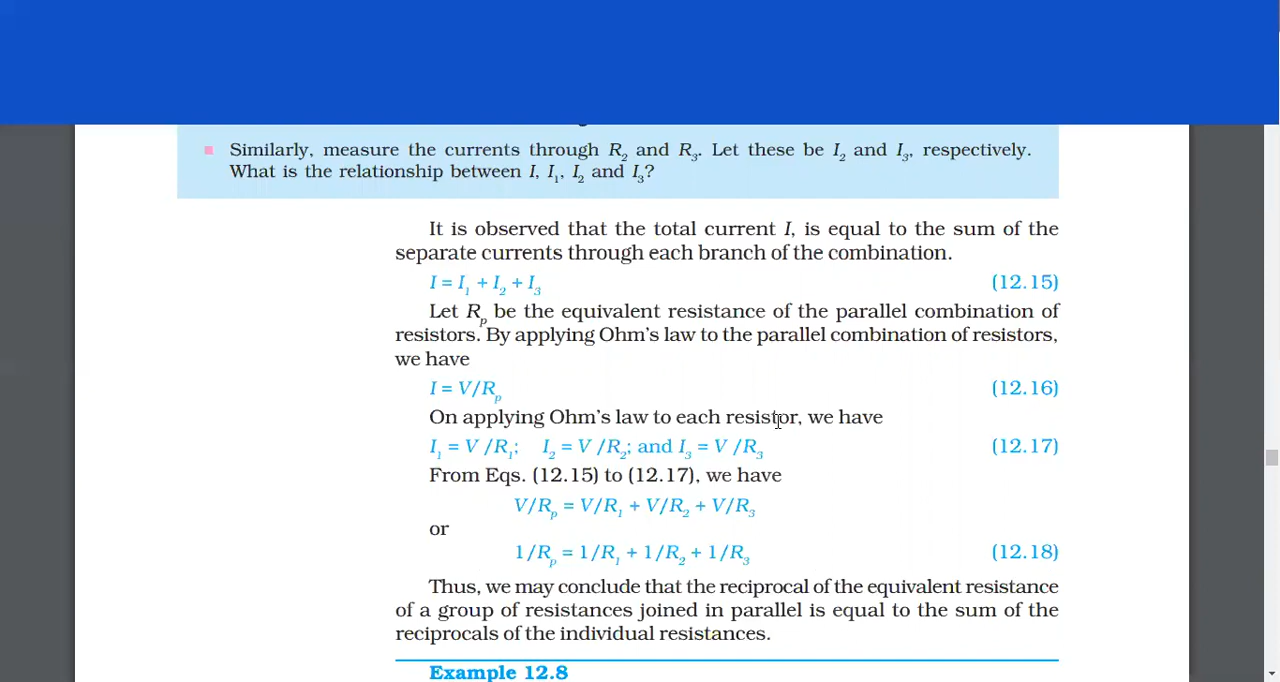 Similarly, measure the currents through R2 and R3. Let these be I2 and I3, respectively.
What is the relationship between I, I1, I2 and I3?
It is observed that the total current I, is equal to the sum of the
separate currents through each branch of the combination.
I = I1 + I2 + I3 (12.15)
Let Rp be the equivalent resistance of the parallel combination of
resistors. By applying Ohm's law to the parallel combination of resistors,
we have
I = V/Rp (12.16)
On applying Ohm's law to each resistor, we have
I1 = V /R1; I2 = V /R2; and I3 = V /R3 (12.17)
From Eqs. (12.15) to (12.17), we have
V/Rp = V/R1 + V/R2 + V/R3
or
1/Rp = 1/R1 + 1/R2 + 1/R3 (12.18)
Thus, we may conclude that the reciprocal of the equivalent resistance
of a group of resistances joined in parallel is equal to the sum of the
reciprocals of the individual resistances.
Example 12.8